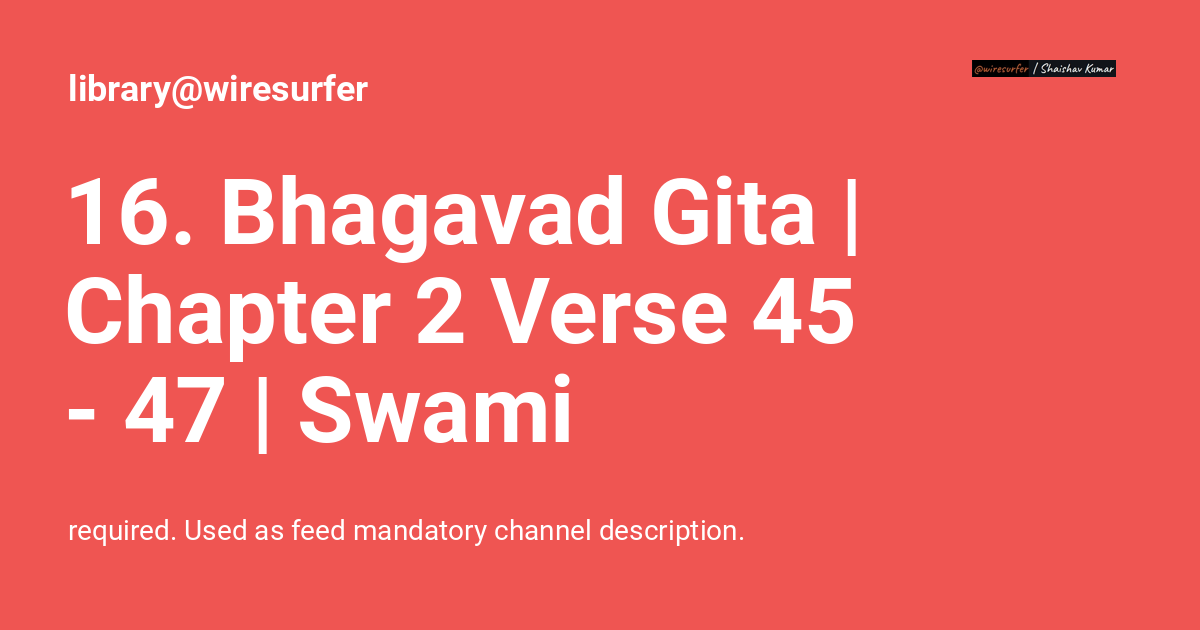 library@wiresurfer
@wiresurfer | Shaishav Kumar
16. Bhagavad Gita |
Chapter 2 Verse 45
- 47 | Swami
required. Used as feed mandatory channel description.